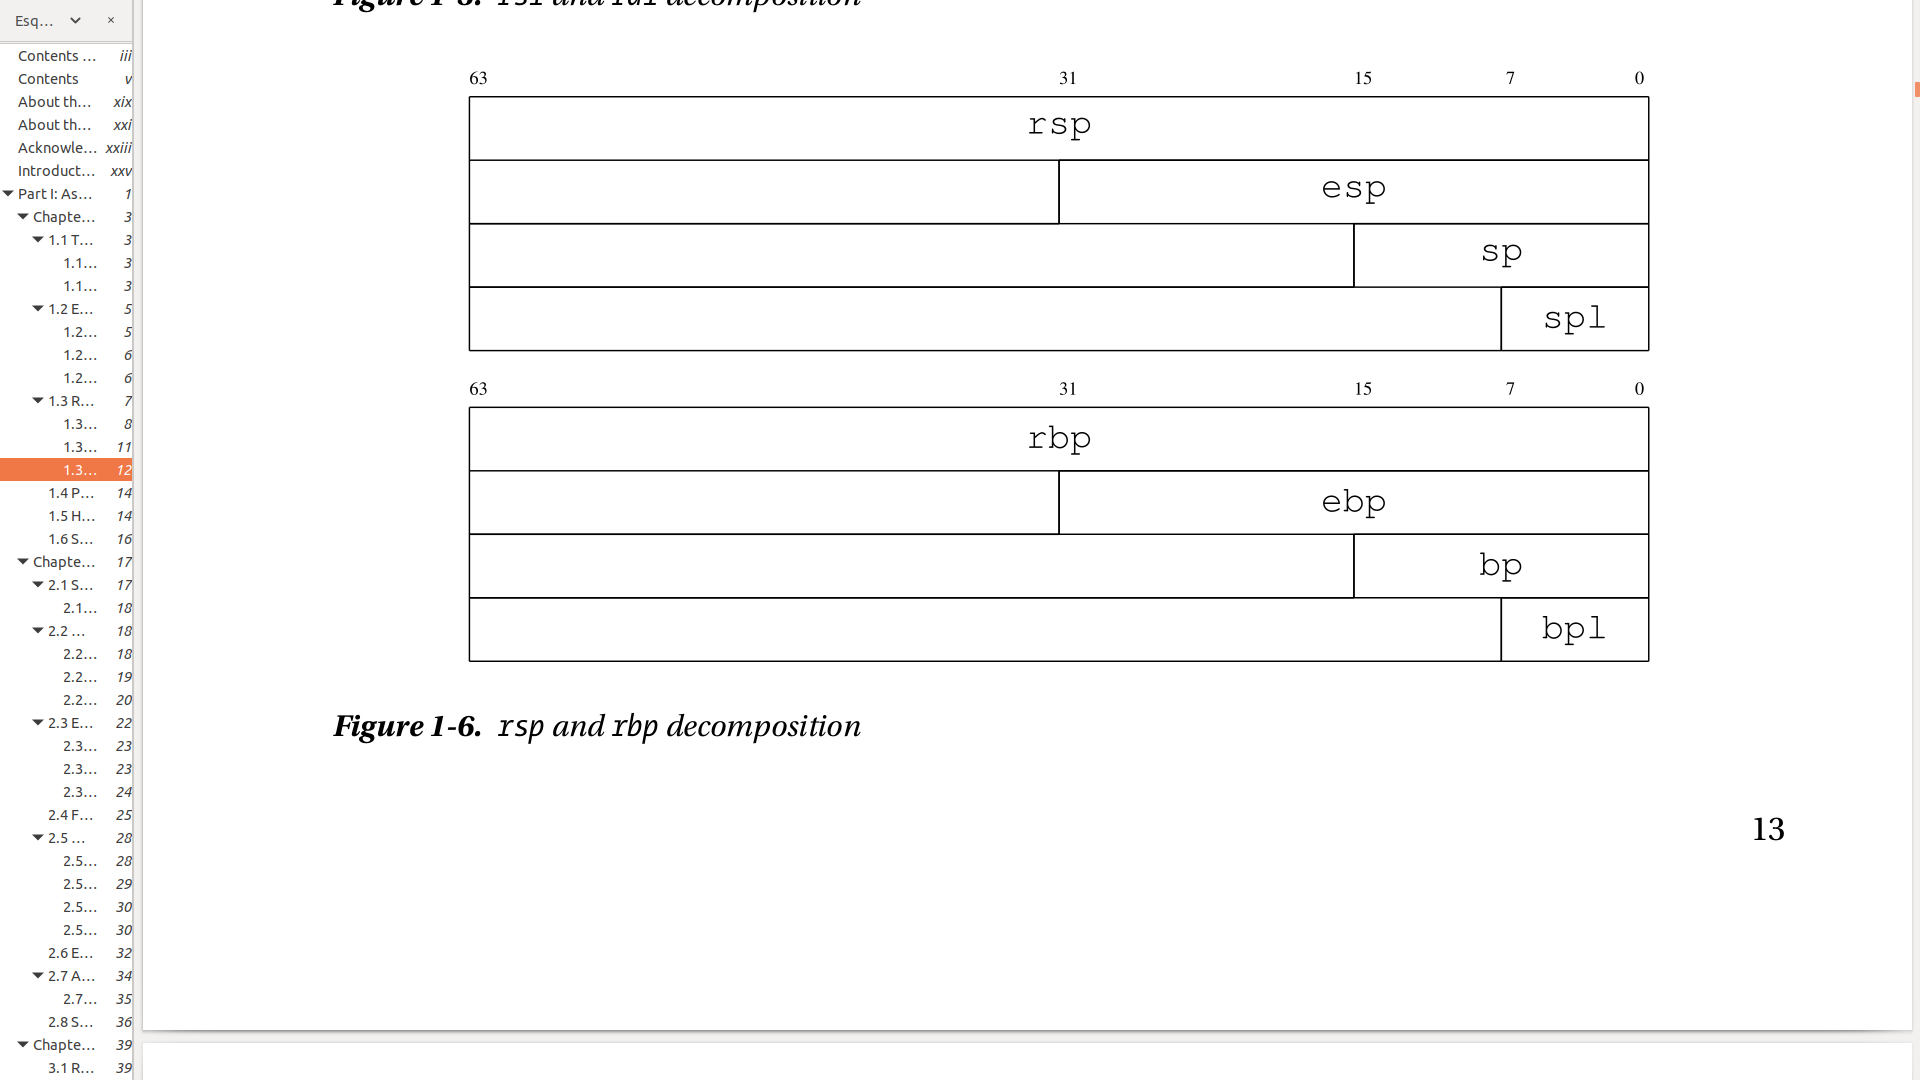 Esq...
Contents ... iii
Contents v
About th... xix
About th... xxi
Acknowle... xxiii
Introduct... xxv
Part I: As... 1
Chapte... 3
1.1 T... 3
1.1... 3
1.1... 3
1.2 E... 5
1.2... 5
1.2... 6
1.2... 6
1.3 R... 7
1.3... 8
1.3... 11
1.3... 12
1.4 P... 14
1.5 H... 14
1.6 S... 16
Chapte... 17
2.1 S... 17
2.1... 18
2.2 ... 18
2.2... 18
2.2... 19
2.2... 20
2.3 E... 22
2.3... 23
2.3... 23
2.3... 24
2.4 F... 25
2.5 ... 28
2.5... 28
2.5... 29
2.5... 30
2.5... 30
2.6 E... 32
2.7 A... 34
2.7... 35
2.8 S... 36
Chapte... 39
3.1 R... 39
decomposition
63 31 15 7 0
rsp
esp
sp
spl
63 31 15 7 0
rbp
ebp
bp
bpl
Figure 1-6. rsp and rbp decomposition
13